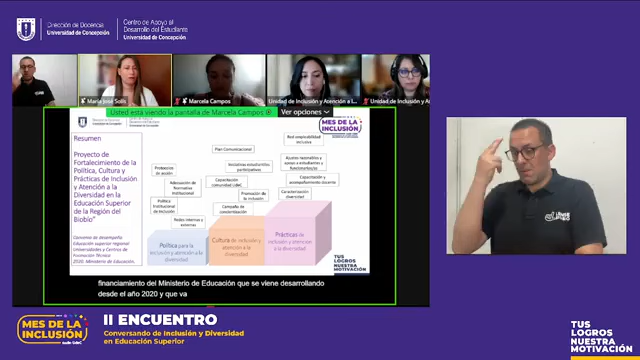 Dirección de Docencia
Universidad de Concepción
Centro de Apoyo al
Desarrollo del Estudiante
Universidad de Concepción
María José Solís
Marcela Campos
Unidad de Inclusión y Atención a l...
Unidad de Inclusión y A
Usted está viendo la pantalla de Marcela Campos
Ver opciones
MES DE LA
INCLUSIÓN
Resumen
Proyecto de
Fortalecimiento de la
Política, Cultura y
Prácticas de Inclusión
y Atención a la
Diversidad en la
Educación Superior
de la Región del
Biobío"
Convenio de desempeño
Educación superior regional
Universidades y Centros de
Formación Técnica
2020. Ministerio de Educación.
Red empleabilidad
inclusiva
Plan Comunicacional
Ajustes razonables y
apoyo a estudiantes y
funcionarios/as
Iniciativas estudiantiles
participativas
Protocolos
de acción
Capacitación y
acompañamiento docente
Adecuación de
Normativa
Institucional
Capacitación
comunidad UdeC
Promoción de
la inclusión
Caracterización
diversidad
Política
Institucional
de Inclusión
Campaña de
concientización
Redes internas y
externas
Política para la
inclusión y atención
a la diversidad
Cultura de inclusión y
atención a la
diversidad
Prácticas de
inclusión y atención
a la diversidad
TUS
LOGROS
NUESTRA
MOTIVACIÓN
financiamiento del Ministerio de Educación que se viene desarrollando
desde el año 2020 y que va
MES DE LA
INCLUSIÓN
II ENCUENTRO
Conversando de Inclusión y Diversidad
en Educación Superior
TUS
LOGROS
NUESTRA
MOTIVACIÓN